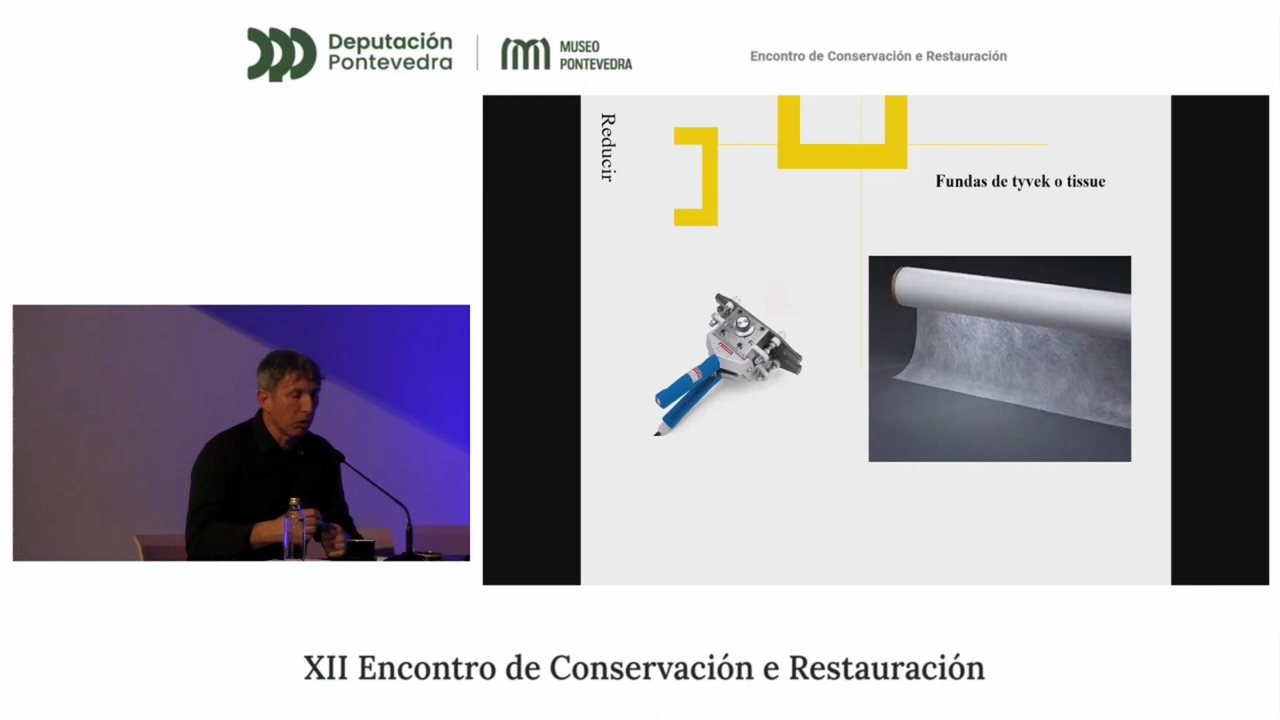 Deputación
Pontevedra
MUSEO
PONTEVEDRA
Encontro de Conservación e Restauración
Reducir
Fundas de tyvek o tissue
XII Encontro de Conservación e Restauración